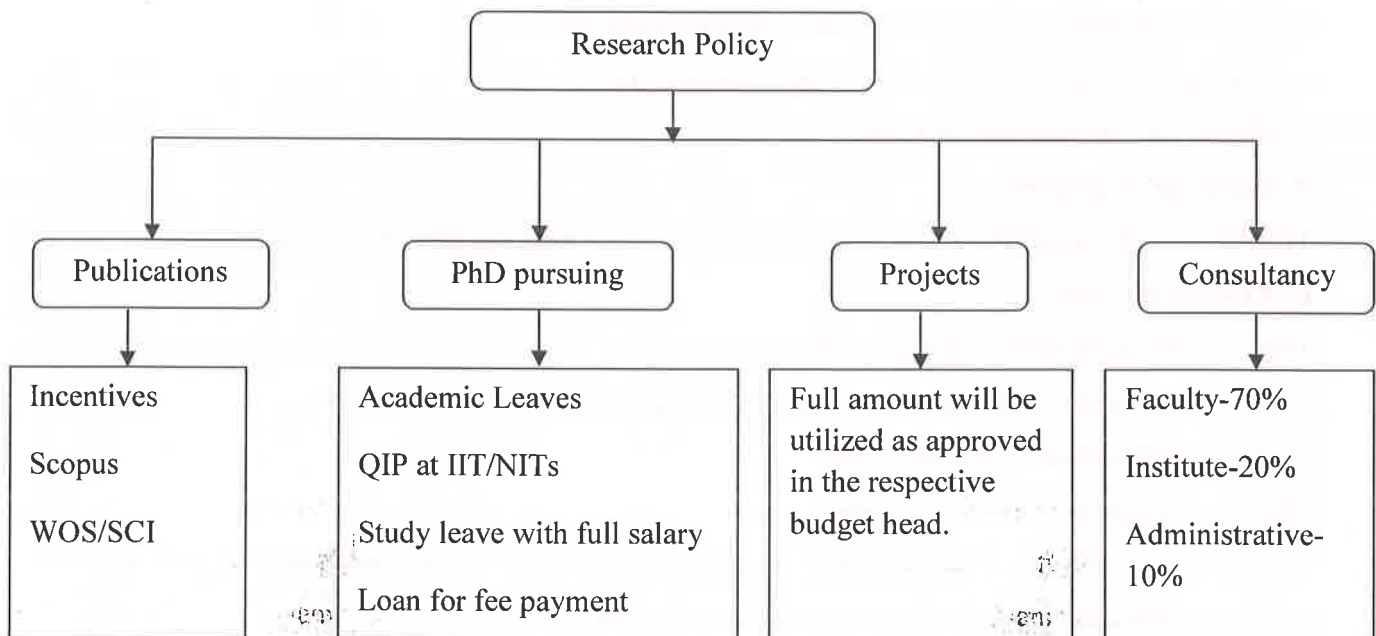 Research Policy
Publications
PhD pursuing
Projects
Consultancy
Incentives
Scopus
WOS/SCI
Academic Leaves
QIP at IIT/NITs
Study leave with full salary
Loan for fee payment
Full amount will be
utilized as approved
in the respective
budget head.
Faculty-70%
Institute-20%
Administrative-
10%